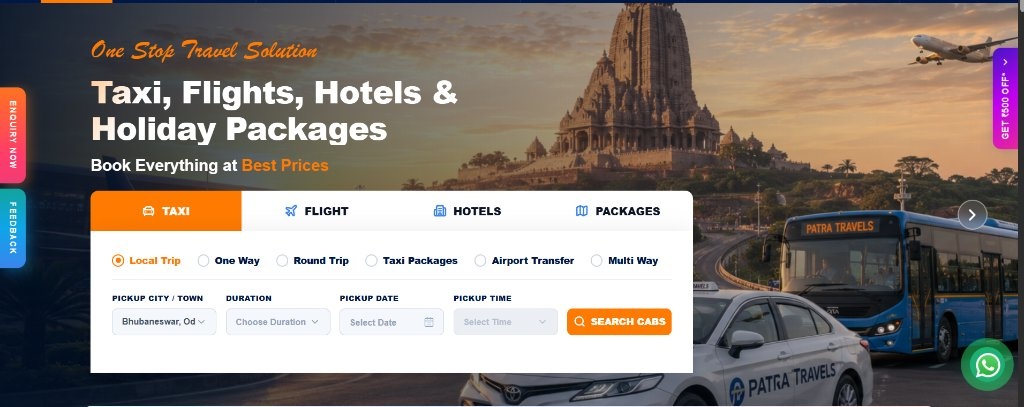 One Stop Travel Solution
Taxi, Flights, Hotels &
Holiday Packages
Book Everything at Best Prices
ENQUIRY NOW
FEEDBACK
GET ₹500 OFF*
TAXI
FLIGHT
HOTELS
PACKAGES
Local Trip
One Way
Round Trip
Taxi Packages
Airport Transfer
Multi Way
PICKUP CITY / TOWN
DURATION
PICKUP DATE
PICKUP TIME
Bhubaneswar, Od
Choose Duration
Select Date
Select Time
SEARCH CABS
PATRA TRAVELS
PATRA TRAVELS